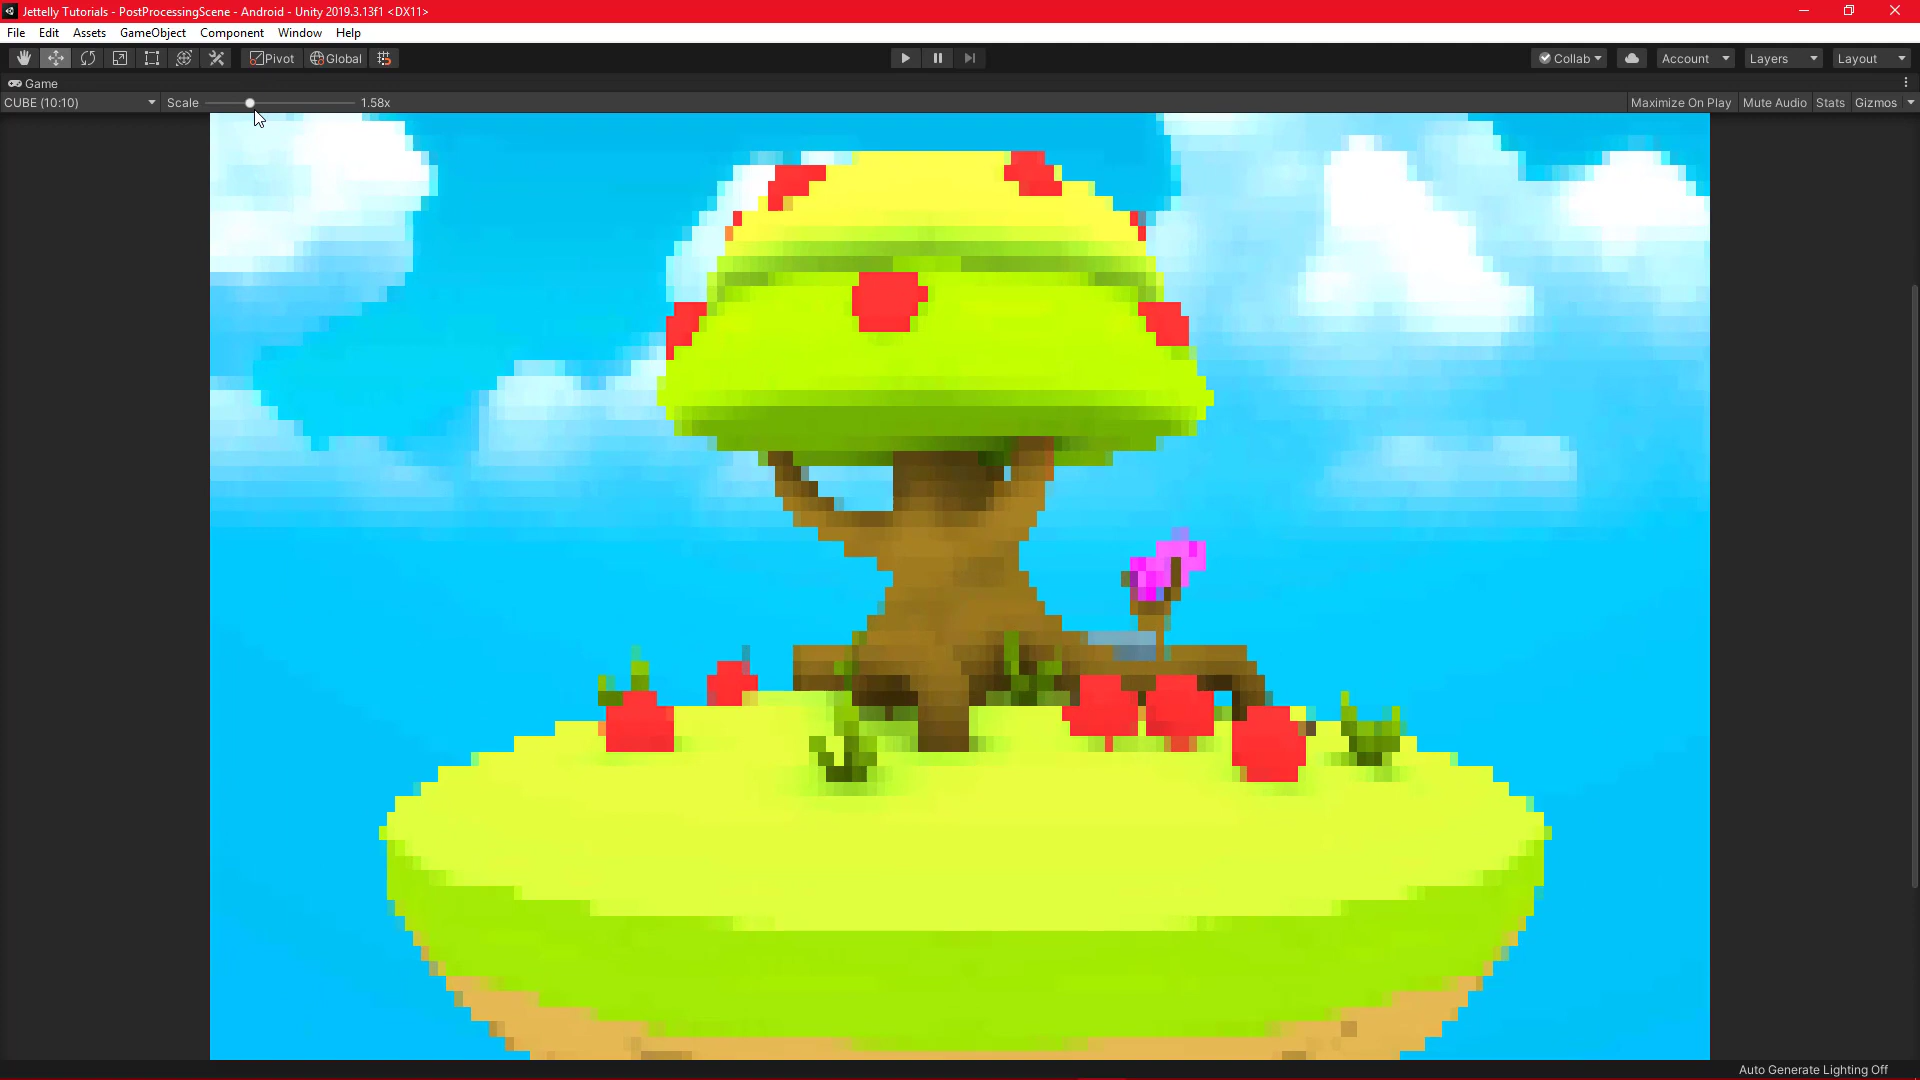 Jettelly Tutorials - PostProcessingScene - Android - Unity 2019.3.13f1 <DX11>
File Edit Assets GameObject Component Window Help
Pivot Global Collab Account Layers Layout
Game
CUBE (10:10) Scale 1.58x Maximize On Play Mute Audio Stats Gizmos
Auto Generate Lighting Off